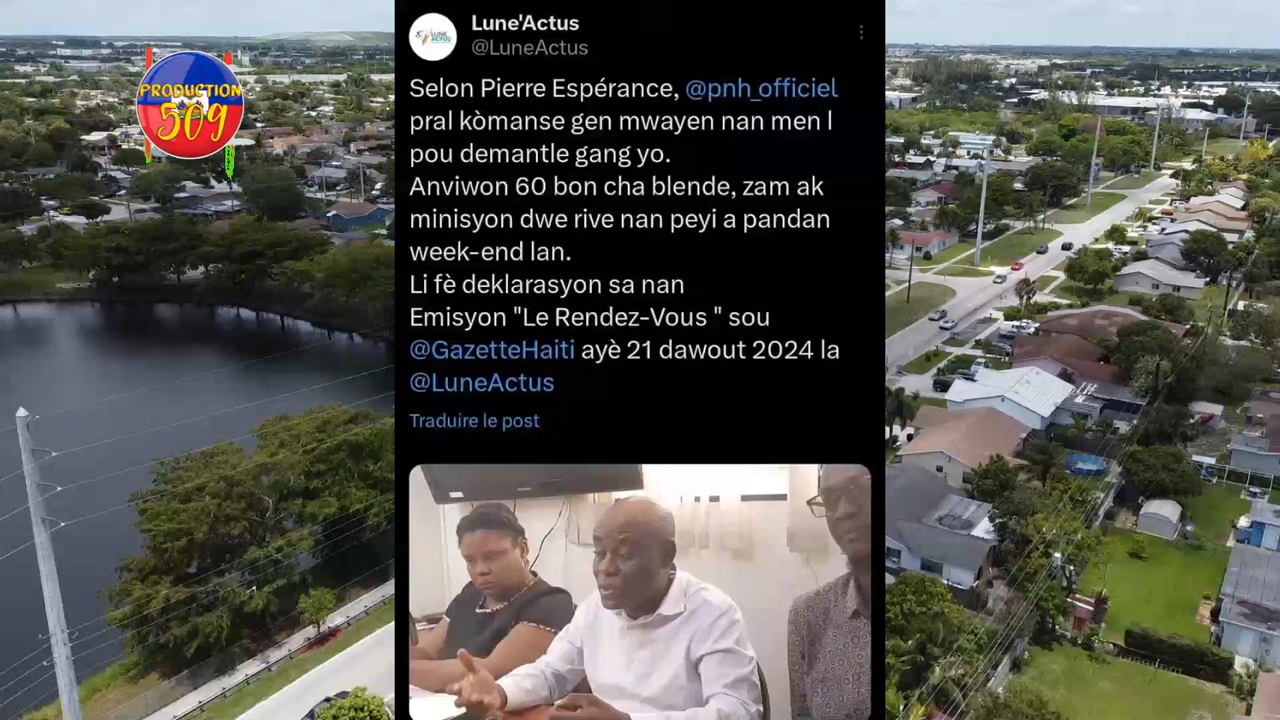 PRODUCTION
509
LUNE
ACTUS
Lune'Actus
@LuneActus
Selon Pierre Espérance, @pnh_officiel
pral kòmanse gen mwayen nan men l
pou demantle gang yo.
Anviwon 60 bon cha blende, zam ak
minisyon dwe rive nan peyi a pandan
week-end lan.
Li fè deklarasyon sa nan
Emisyon "Le Rendez-Vous " sou
@GazetteHaiti ayè 21 dawout 2024 la
@LuneActus
Traduire le post